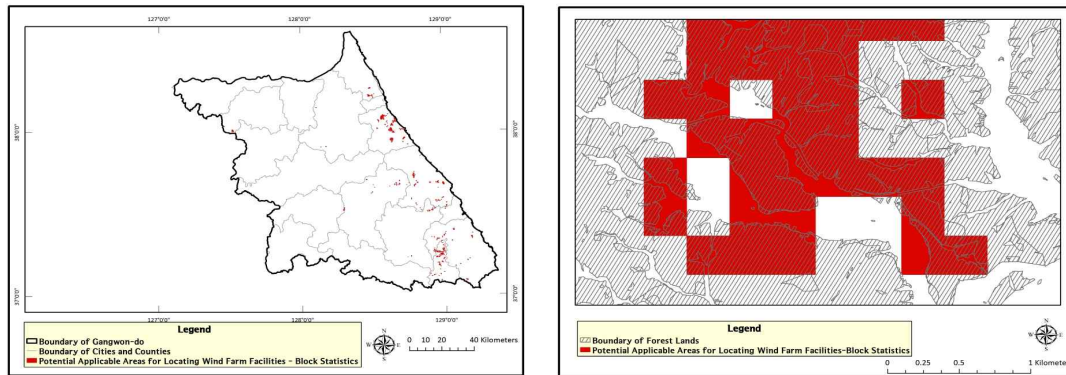 127°0'0" 128°0'0" 129°0'0"
38°0'0" 38°0'0"
37°0'0" 37°0'0"
127°0'0" 128°0'0" 129°0'0"
Legend
Boundary of Gangwon-do
Boundary of Cities and Counties
Potential Applicable Areas for Locating Wind Farm Facilities - Block Statistics
N
W E
S
0 10 20 40 Kilometers
Legend
Boundary of Forest Lands
Potential Applicable Areas for Locating Wind Farm Facilities-Block Statistics
N
W E
S
0 0.25 0.5 1 Kilometers